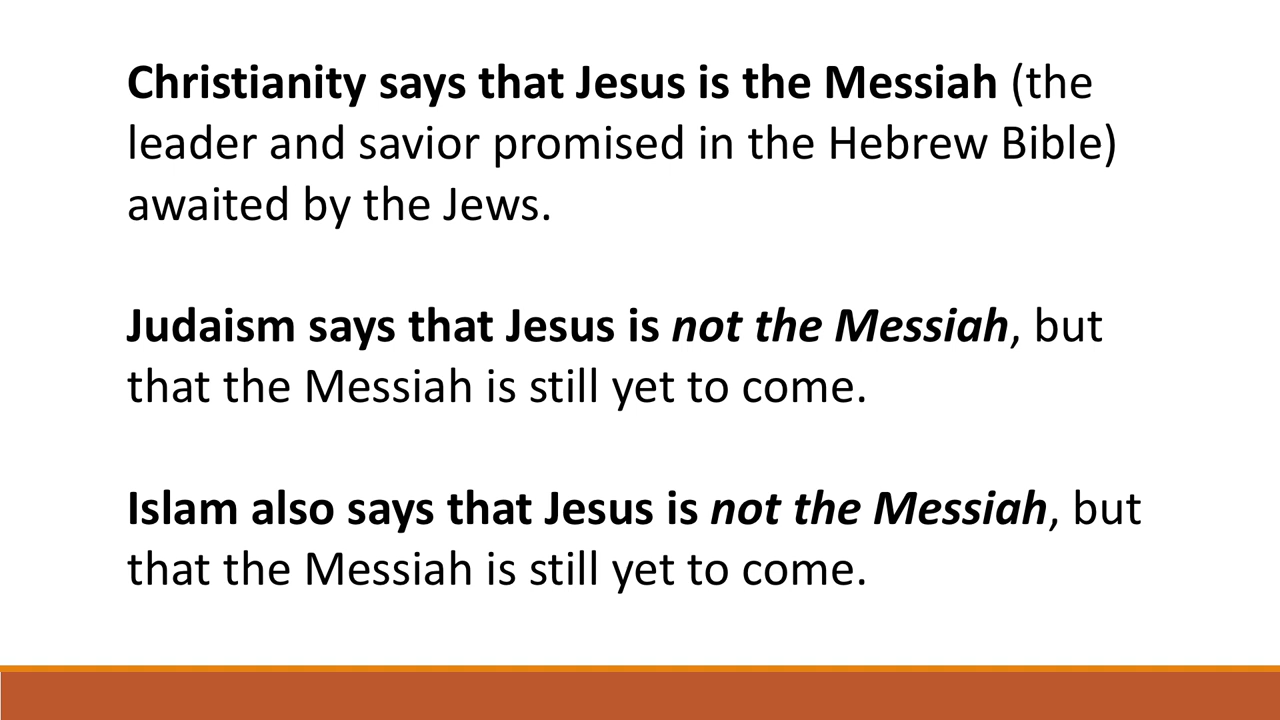 Christianity says that Jesus is the Messiah (the
leader and savior promised in the Hebrew Bible)
awaited by the Jews.
Judaism says that Jesus is not the Messiah, but
that the Messiah is still yet to come.
Islam also says that Jesus is not the Messiah, but
that the Messiah is still yet to come.